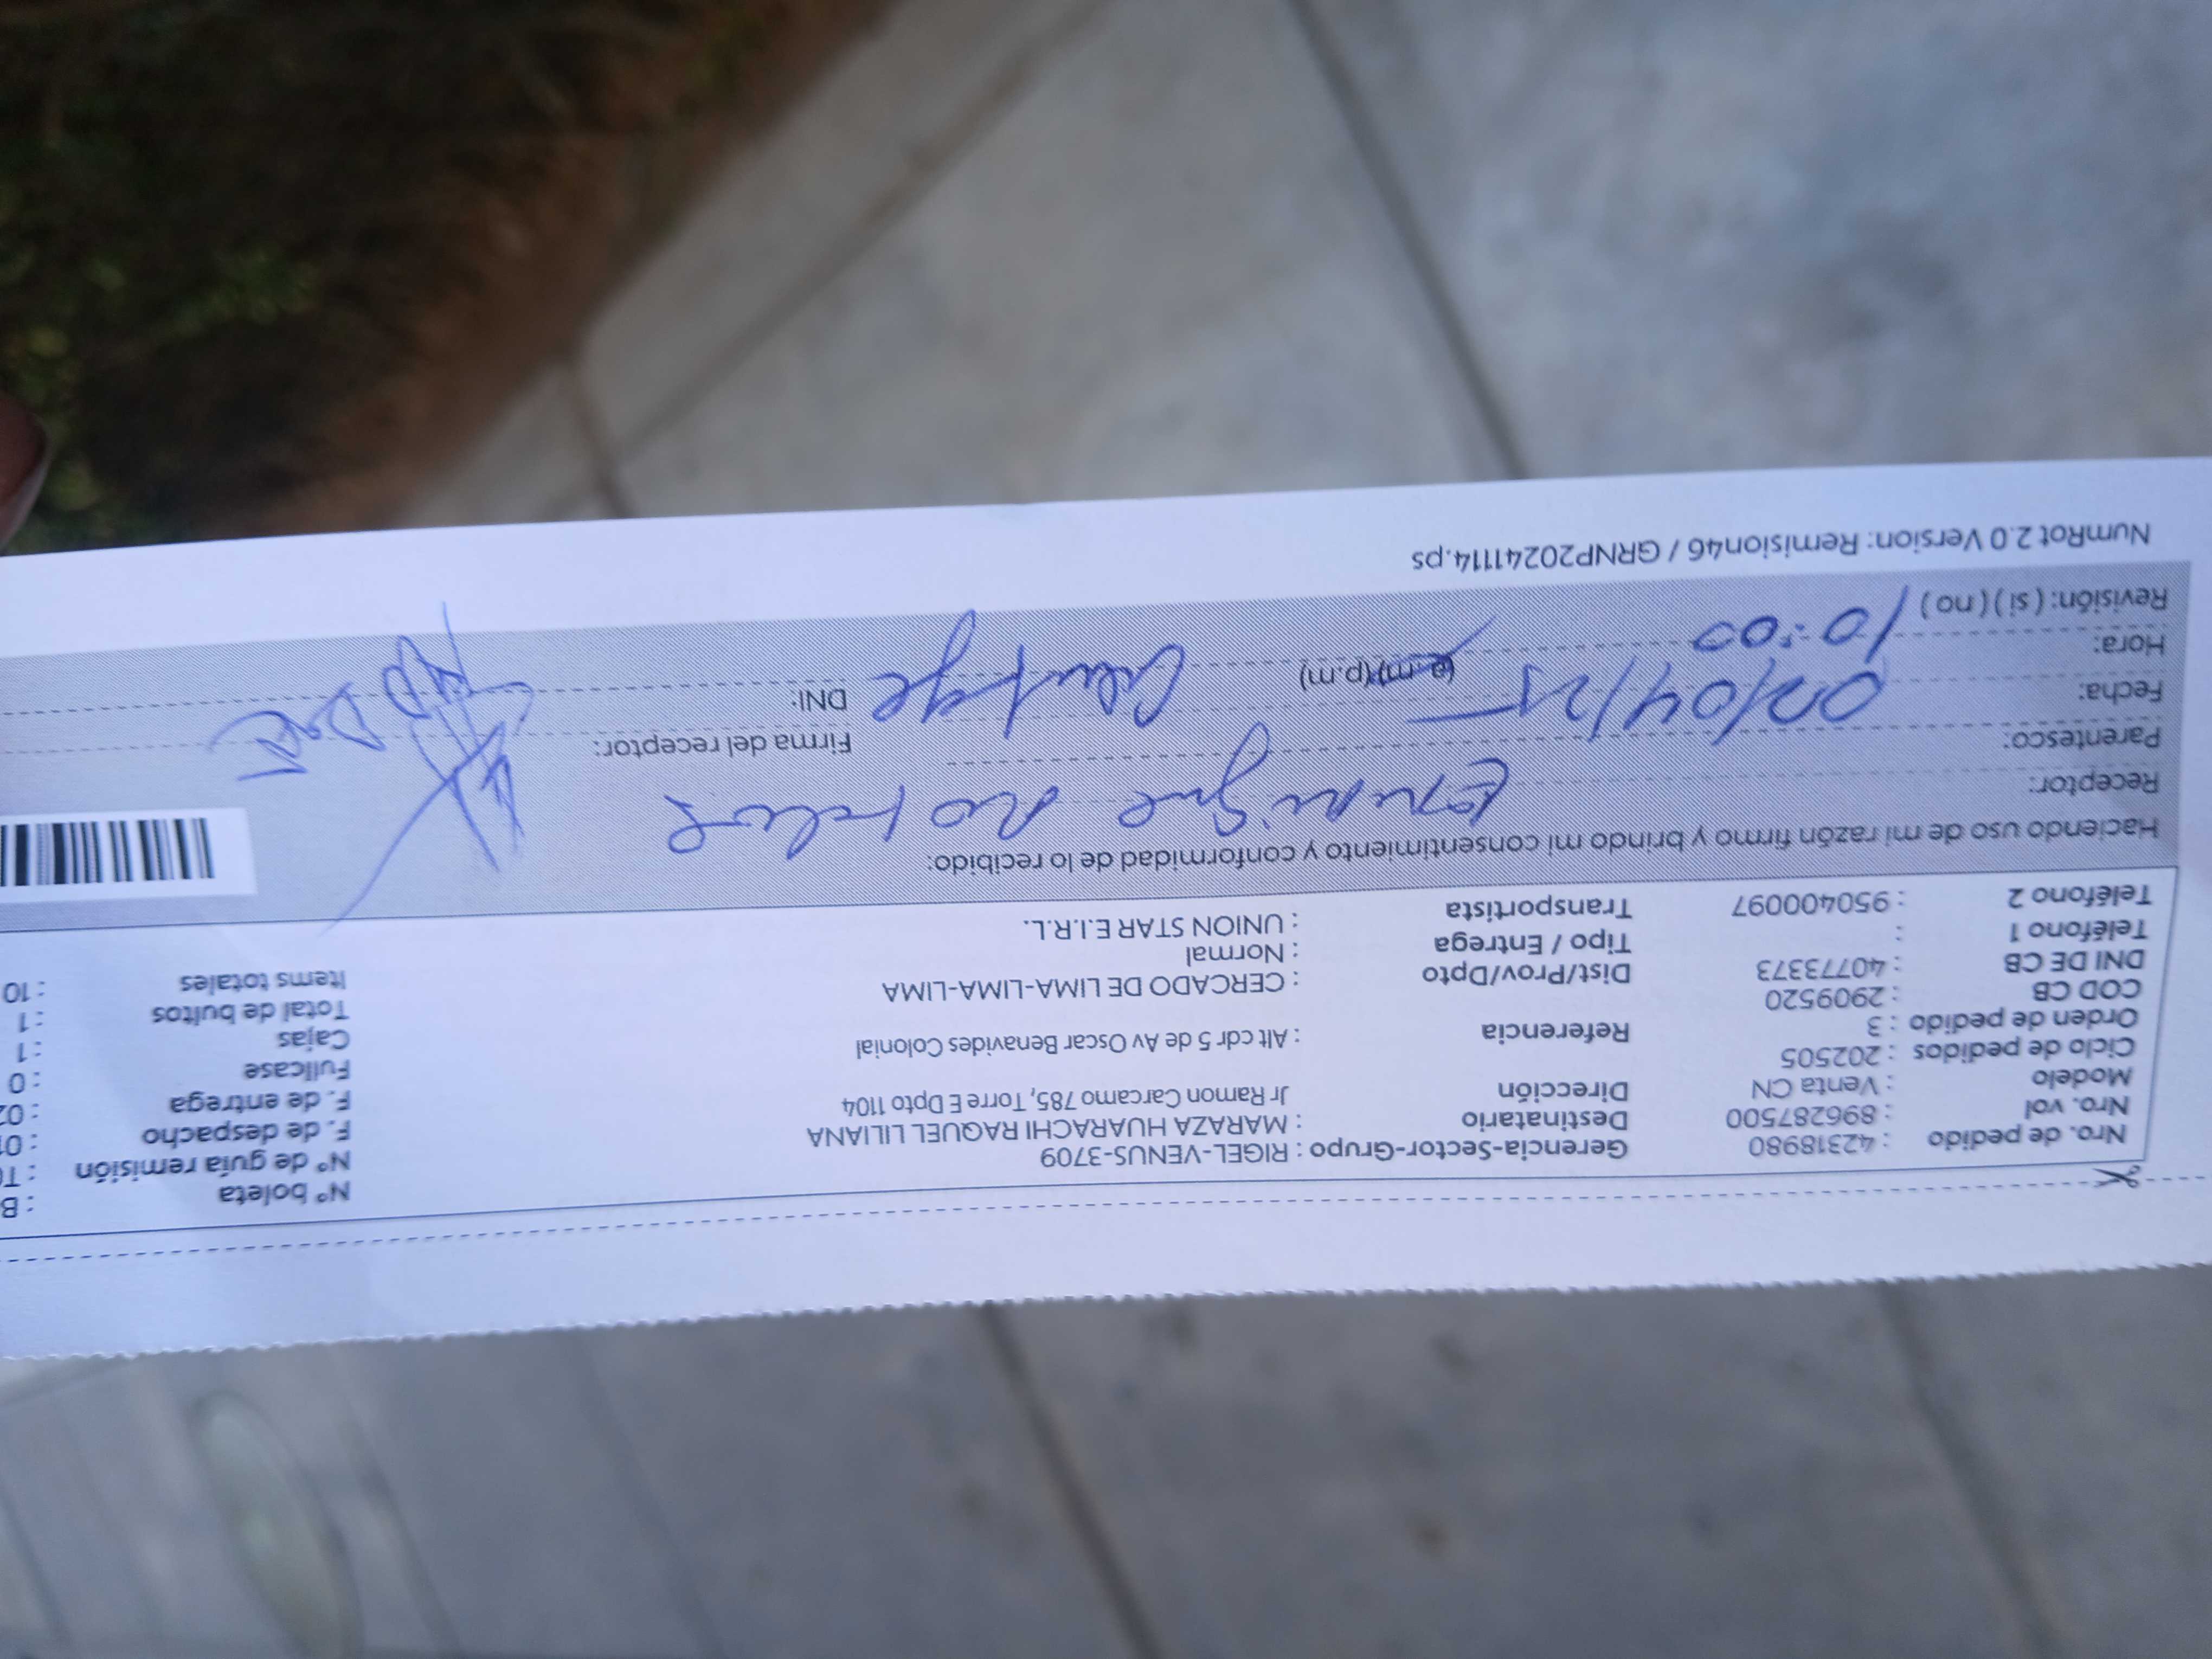 Nro. de pedido : 42318980 Gerencia-Sector-Grupo : RIGEL-VENUS-3709 Nº boleta : B
Nro. vol : 896287500 Destinatario : MARAZA HUARACHI RAQUEL LILIANA Nº de guía remisión : T
Modelo : Venta CN Dirección Jr Ramon Carcamo 785, Torre E Dpto 1104 F. de despacho : 01
Ciclo de pedidos : 202505 F. de entrega : 02
Orden de pedido : 3 Referencia : Alt cdr 5 de Av Oscar Benavides Colonial Fullcase : 0
COD CB : 2909520 Cajas : 1
DNI DE CB : 40773373 Dist/Prov/Dpto : CERCADO DE LIMA-LIMA-LIMA Total de bultos : 1
Teléfono 1 : Tipo / Entrega : Normal Items totales : 10
Teléfono 2 : 950400097 Transportista : UNION STAR E.I.R.L.
Haciendo uso de mi razón firmo y brindo mi consentimiento y conformidad de lo recibido:
Receptor: Enrique
Parentesco: Firma del receptor:
Fecha: 02/04/25
Hora: 10:00 (a.m)(p.m) DNI:
Revisión: ( si ) ( no )
NumRot 2.0 Version: Remision46 / GRNP20241114.ps